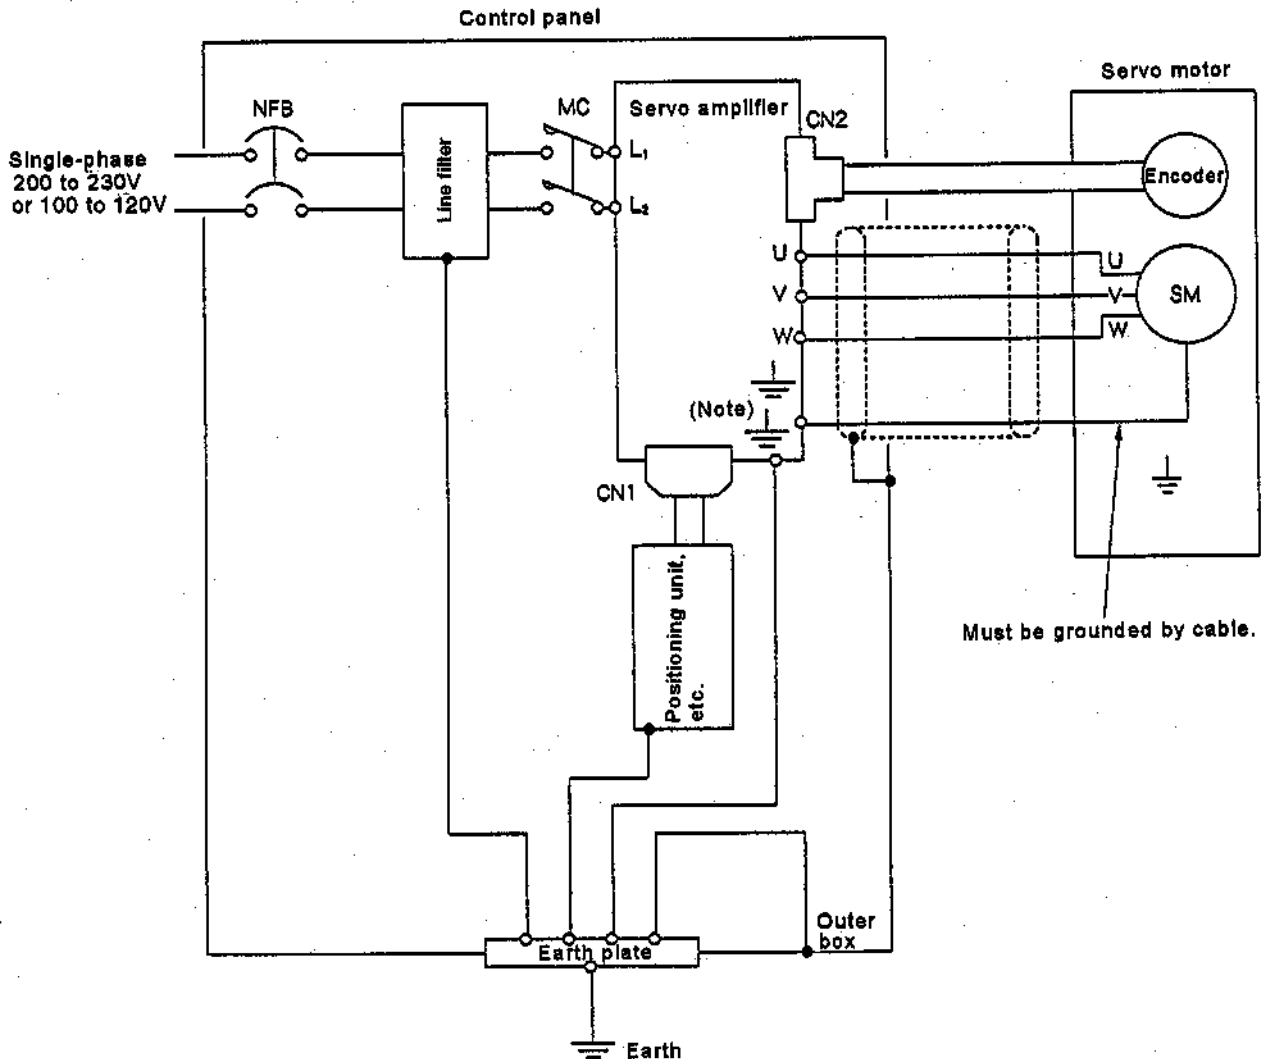 Control panel
Servo motor
NFB
MC
Servo amplifier
CN2
Single-phase
200 to 230V
or 100 to 120V
Line filter
L1
L2
Encoder
U
V
W
U
V
W
SM
(Note)
CN1
Positioning unit,
etc.
Must be grounded by cable.
Outer
box
Earth plate
Earth